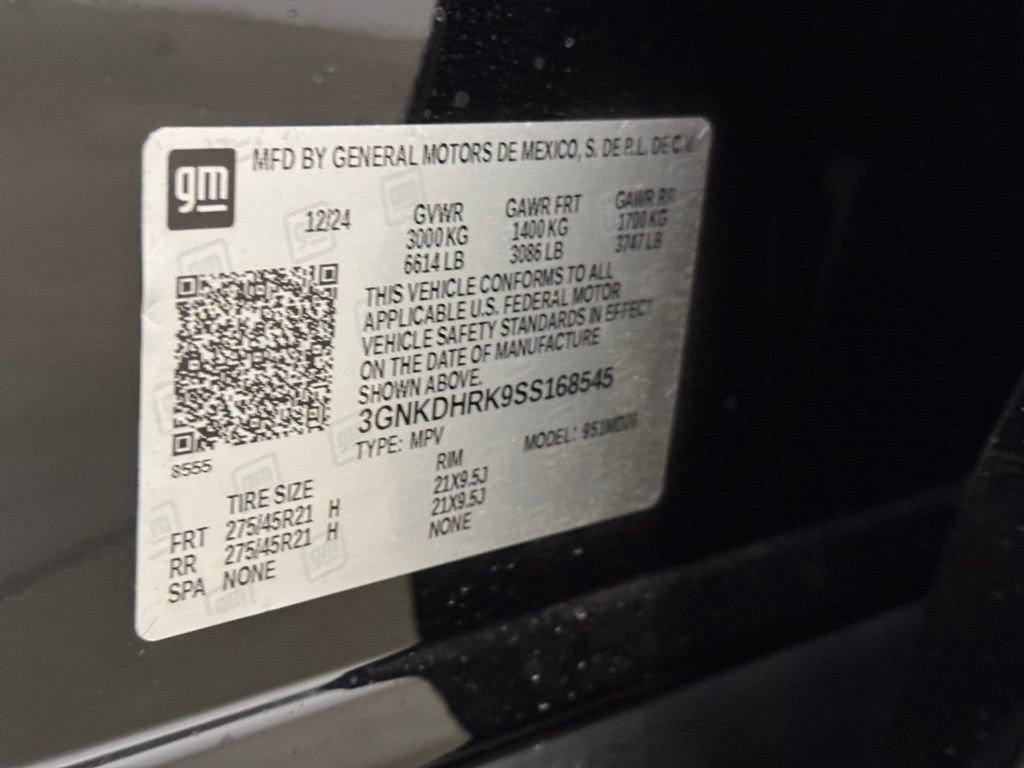 gm
MFD BY GENERAL MOTORS DE MEXICO, S. DE R.L. DE C.V.
12/24 GVWR GAWR FRT GAWR RR
3000 KG 1400 KG 1700 KG
6614 LB 3086 LB 3747 LB
THIS VEHICLE CONFORMS TO ALL
APPLICABLE U.S. FEDERAL MOTOR
VEHICLE SAFETY STANDARDS IN EFFECT
ON THE DATE OF MANUFACTURE
SHOWN ABOVE.
3GNKDHRK9SS168545
TYPE: MPV MODEL: 951MD26
8555
TIRE SIZE RIM
FRT 275/45R21 H 21X9.5J
RR 275/45R21 H 21X9.5J
SPA NONE NONE